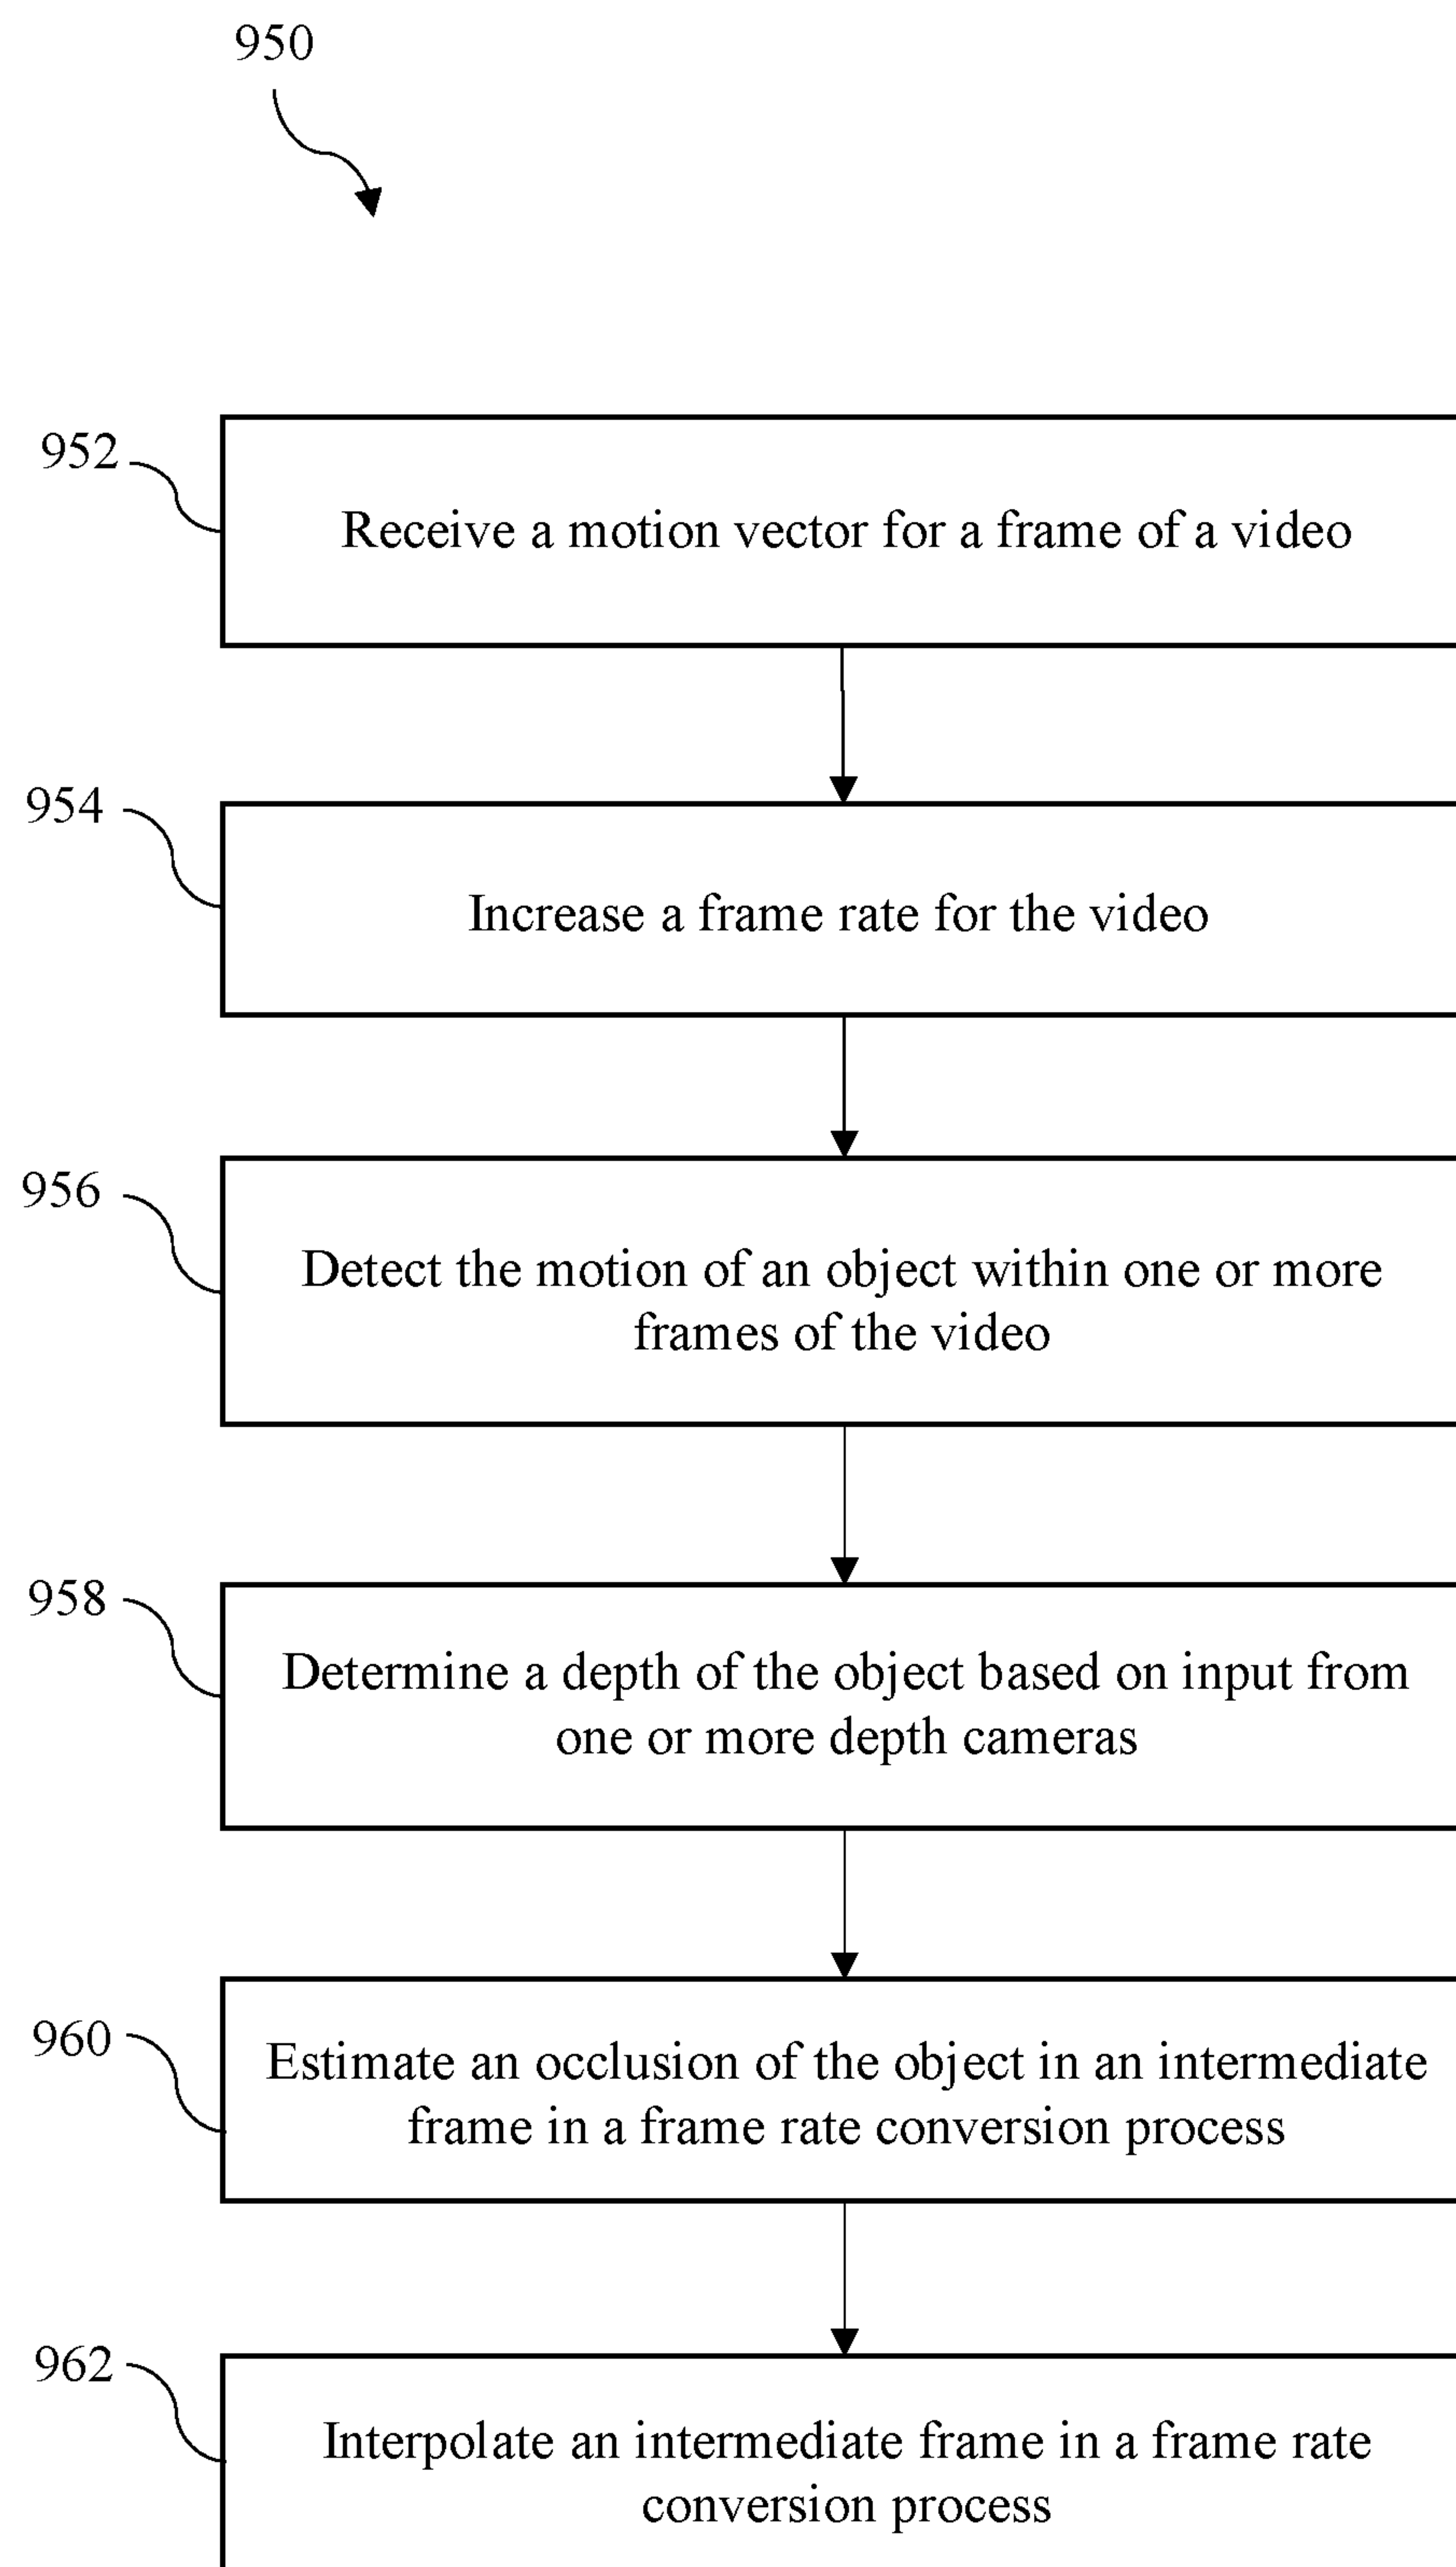 950
952
Receive a motion vector for a frame of a video
954
Increase a frame rate for the video
956
Detect the motion of an object within one or more
frames of the video
958
Determine a depth of the object based on input from
one or more depth cameras
960
Estimate an occlusion of the object in an intermediate
frame in a frame rate conversion process
962
Interpolate an intermediate frame in a frame rate
conversion process